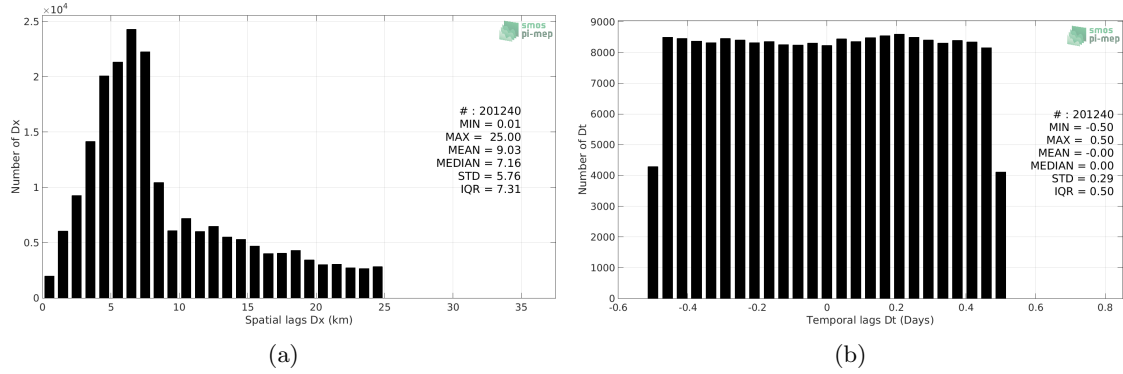 ×10⁴
2.5
2
1.5
1
0.5
0
Number of Dx
0 5 10 15 20 25 30 35
Spatial lags Dx (km)
smos
pi-mep
# : 201240
MIN = 0.01
MAX = 25.00
MEAN = 9.03
MEDIAN = 7.16
STD = 5.76
IQR = 7.31
(a)
9000
8000
7000
6000
5000
4000
3000
2000
1000
0
Number of Dt
-0.6 -0.4 -0.2 0 0.2 0.4 0.6 0.8
Temporal lags Dt (Days)
smos
pi-mep
# : 201240
MIN = -0.50
MAX = 0.50
MEAN = -0.00
MEDIAN = 0.00
STD = 0.29
IQR = 0.50
(b)